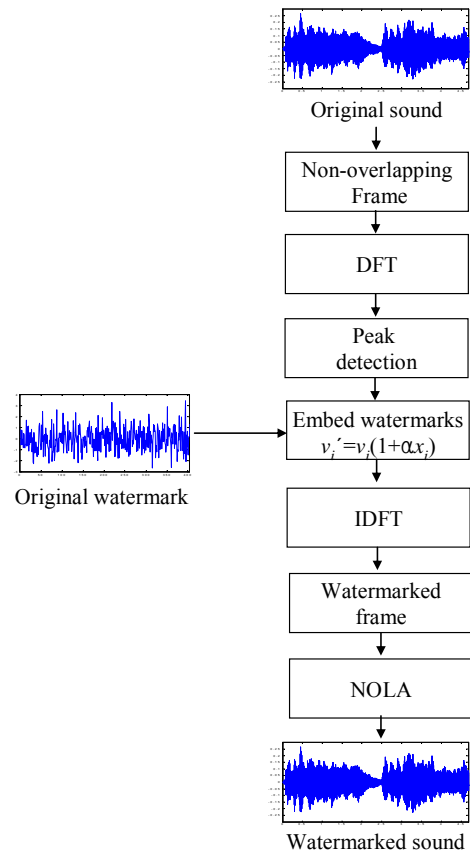 Original sound
Non-overlapping
Frame
DFT
Peak
detection
Embed watermarks
vᵢ´=vᵢ(1+αxᵢ)
Original watermark
IDFT
Watermarked
frame
NOLA
Watermarked sound